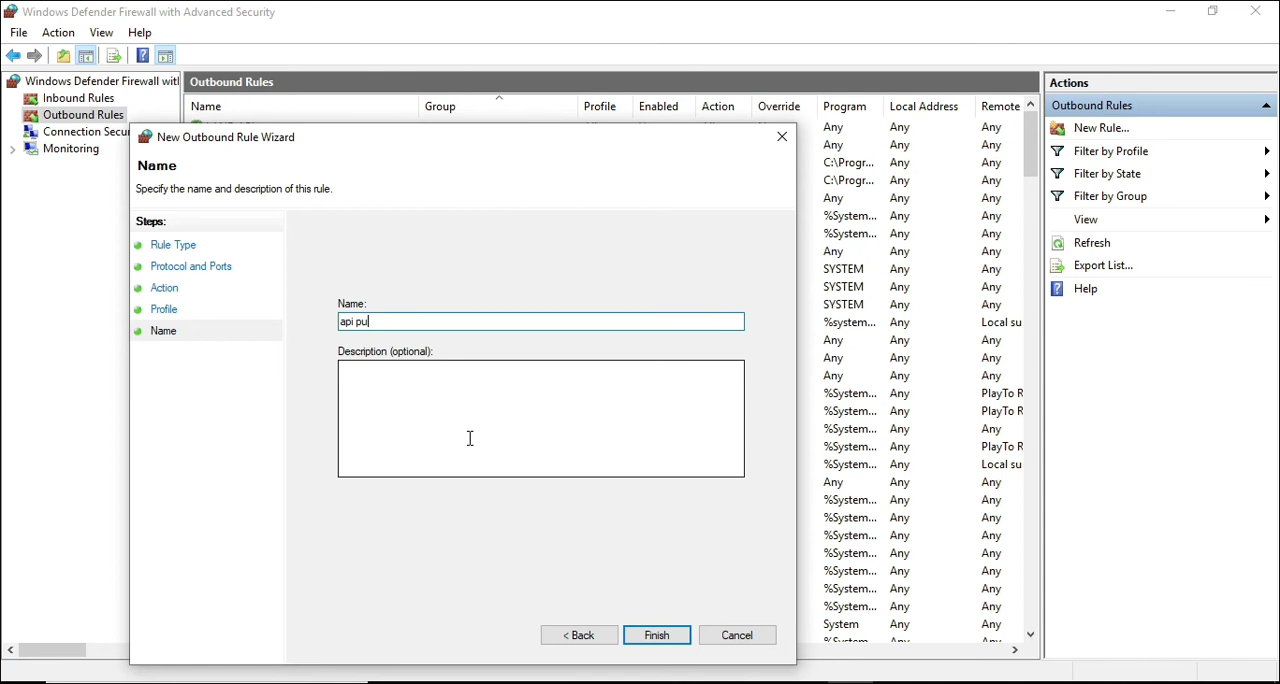 Windows Defender Firewall with Advanced Security
File Action View Help
Windows Defender Firewall with
Inbound Rules
Outbound Rules
Connection Secu
Monitoring
Outbound Rules
Name Group Profile Enabled Action Override Program Local Address Remote
Any Any Any
Any Any Any
C:\Progr... Any Any
C:\Progr... Any Any
Any Any Any
%System... Any Any
%System... Any Any
Any Any Any
SYSTEM Any Any
SYSTEM Any Any
SYSTEM Any Any
%system... Any Local su
Any Any Any
Any Any Any
Any Any Any
%System... Any PlayTo R
%System... Any PlayTo R
%System... Any Any
%System... Any PlayTo R
%System... Any Local su
Any Any Any
%System... Any Any
%System... Any Any
%System... Any Any
%System... Any Any
%System... Any Any
%System... Any Any
%System... Any Any
System Any Any
New Outbound Rule Wizard
Name
Specify the name and description of this rule.
Steps:
Rule Type
Protocol and Ports
Action
Profile
Name
Name:
api pu
Description (optional):
< Back Finish Cancel
Actions
Outbound Rules
New Rule...
Filter by Profile
Filter by State
Filter by Group
View
Refresh
Export List...
Help